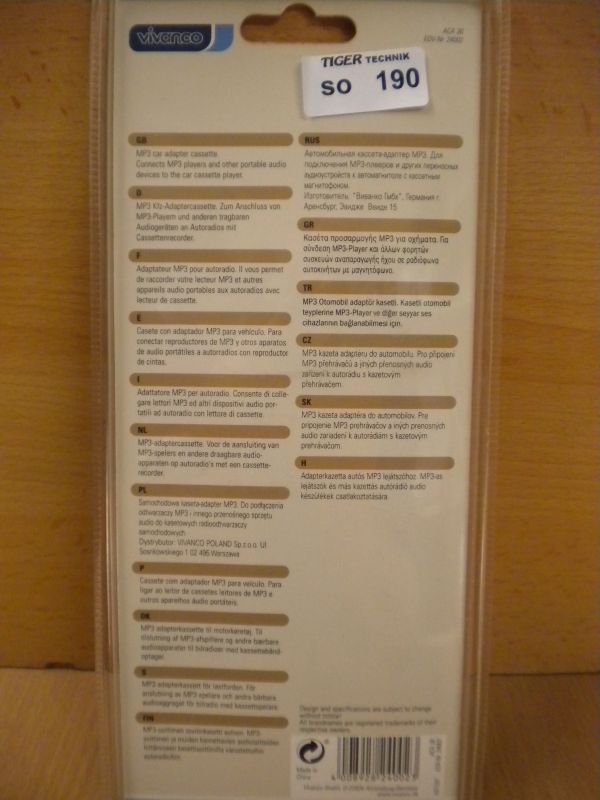 vivanco
TIGER TECHNIK
SO 190
GB
MP3 car adapter cassette.
Connects MP3 players and other portable audio
devices to the car cassette player.
D
MP3 Kfz-Adaptercassette. Zum Anschluss von
MP3-Playern und anderen tragbaren
Audiogeräten an Autoradios mit
Cassettenrecorder.
F
Adaptateur MP3 pour autoradio. Il vous permet
de raccorder votre lecteur MP3 et autres
appareils audio portables aux autoradios avec
lecteur de cassette.
E
Casete con adaptador MP3 para vehículo. Para
conectar reproductores de MP3 y otros aparatos
de audio portátiles a autorradios con reproductor
de cintas.
I
Adattatore MP3 per autoradio. Consente di colle-
gare lettori MP3 ed altri dispositivi audio por-
tatili ad autoradio con lettore di cassette.
NL
MP3-adaptercassette. Voor de aansluiting van
MP3-spelers en andere draagbare audio-
apparaten op autoradio's met een cassette-
recorder.
PL
Samochodowa kaseta-adapter MP3. Do podłączenia
odtwarzaczy MP3 i innego przenośnego sprzętu
audio do kasetowych radioodtwarzaczy
samochodowych
Dystrybutor: VIVANCO POLAND Sp.z.o.o. Ul
Sosnkowskiego 1 02 495 Warszawa
P
Cassete com adaptador MP3 para veículo. Para
ligar ao leitor de cassetes leitores de MP3 e
outros aparelhos áudio portáteis.
DK
MP3 adapterkassette til motorkøretøj. Til
tilslutning af MP3-afspillere og andre bærbare
audioapparater til bilradioer med kassettebånd-
optager.
S
MP3 adapterkassett för lastforden. För
anslutning av MP3 spelare och andra bärbara
audioaggregat för bilradio med kassettspelare.
FIN
MP3-soittimen
RUS
Автомобильная кассета-адаптер MP3. Для
подключения MP3-плееров и других переносных
аудиоустройств к автомагнитоле с кассетным
магнитофоном.
Изготовитель: "Виванко Гмбх", Германия г.
Аренсбург, Эвидже Вейде 15
GR
Κασέτα προσαρμογής MP3 για οχήματα. Για
σύνδεση MP3-Player και άλλων φορητών
συσκευών αναπαραγωγής ήχου σε ραδιόφωνα
αυτοκινήτων με μαγνητόφωνο.
TR
MP3 Otomobil adaptör kasetli. Kasetli otomobil
teyplerine MP3-Player ve diğer seyyar ses
cihazlarının bağlanabilmesi için.
CZ
MP3 kazeta adapteru do automobilu. Pro připojení
MP3 přehrávačů a jiných přenosných audio
zařízení k autorádiu s kazetovým
přehrávačem.
SK
MP3 kazeta adaptéra do automobilov. Pre
pripojenie MP3 prehrávačov a iných prenosných
audio zariadení k autorádiam s kazetovým
prehrávačom.
H
Adapterkazetta autós MP3 lejátszóhoz. MP3-as
lejátszók és más kazettás autórádió audio
készülékek csatlakoztatására.
Design and specifications are subject to change
without notice!
All brandnames are registered trademarks of their
respective owners.
Made in
China